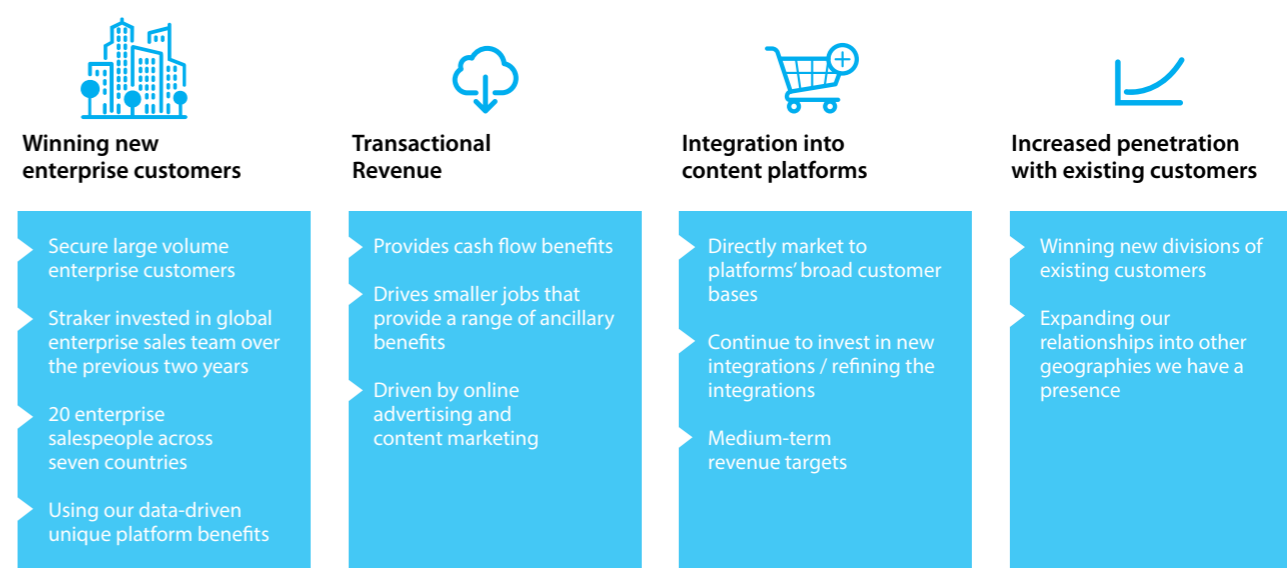 Winning new
enterprise customers
Secure large volume
enterprise customers
Straker invested in global
enterprise sales team over
the previous two years
20 enterprise
salespeople across
seven countries
Using our data-driven
unique platform benefits
Transactional
Revenue
Provides cash flow benefits
Drives smaller jobs that
provide a range of ancillary
benefits
Driven by online
advertising and
content marketing
Integration into
content platforms
Directly market to
platforms’ broad customer
bases
Continue to invest in new
integrations / refining the
integrations
Medium-term
revenue targets
Increased penetration
with existing customers
Winning new divisions of
existing customers
Expanding our
relationships into other
geographies we have a
presence